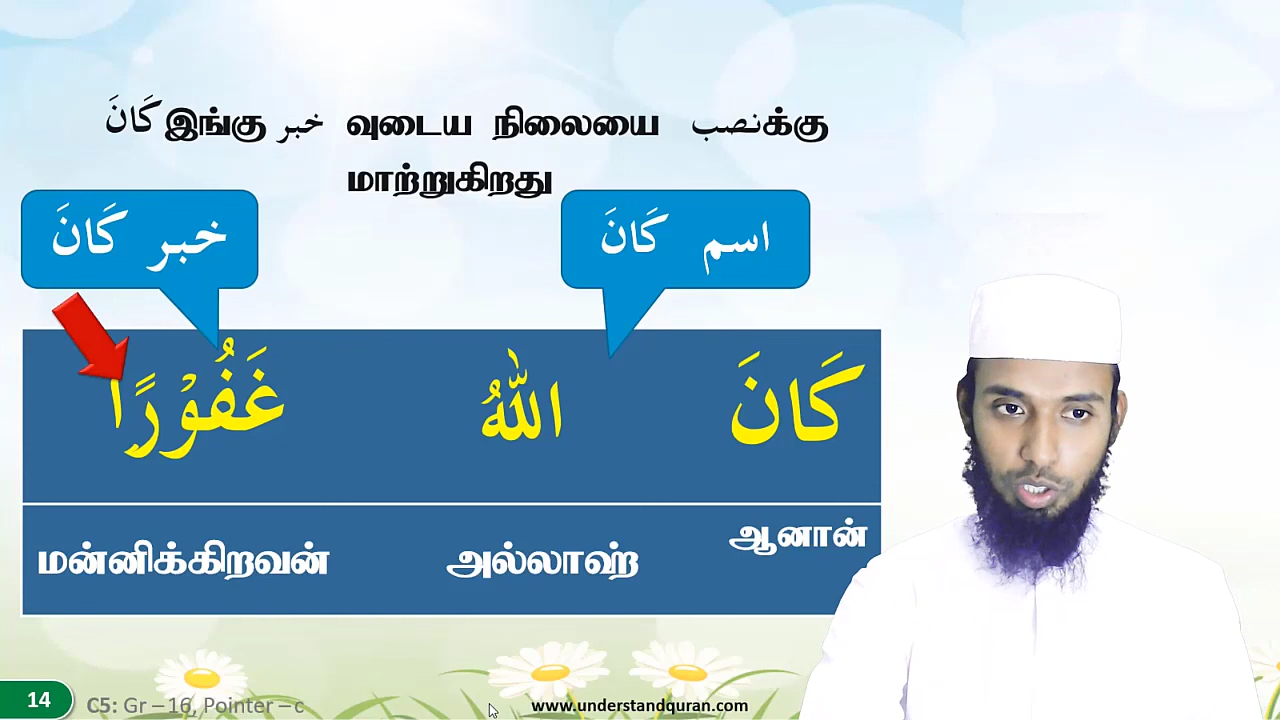 كَانَ இங்கு خبر வுடைய நிலையை نصب க்கு
மாற்றுகிறது
خبر كَانَ
اسم كَانَ
كَانَ اللّٰهُ غَفُوْرًا
மன்னிக்கிறவன் அல்லாஹ் ஆனான்
14 C5: Gr – 16, Pointer – c
www.understandquran.com